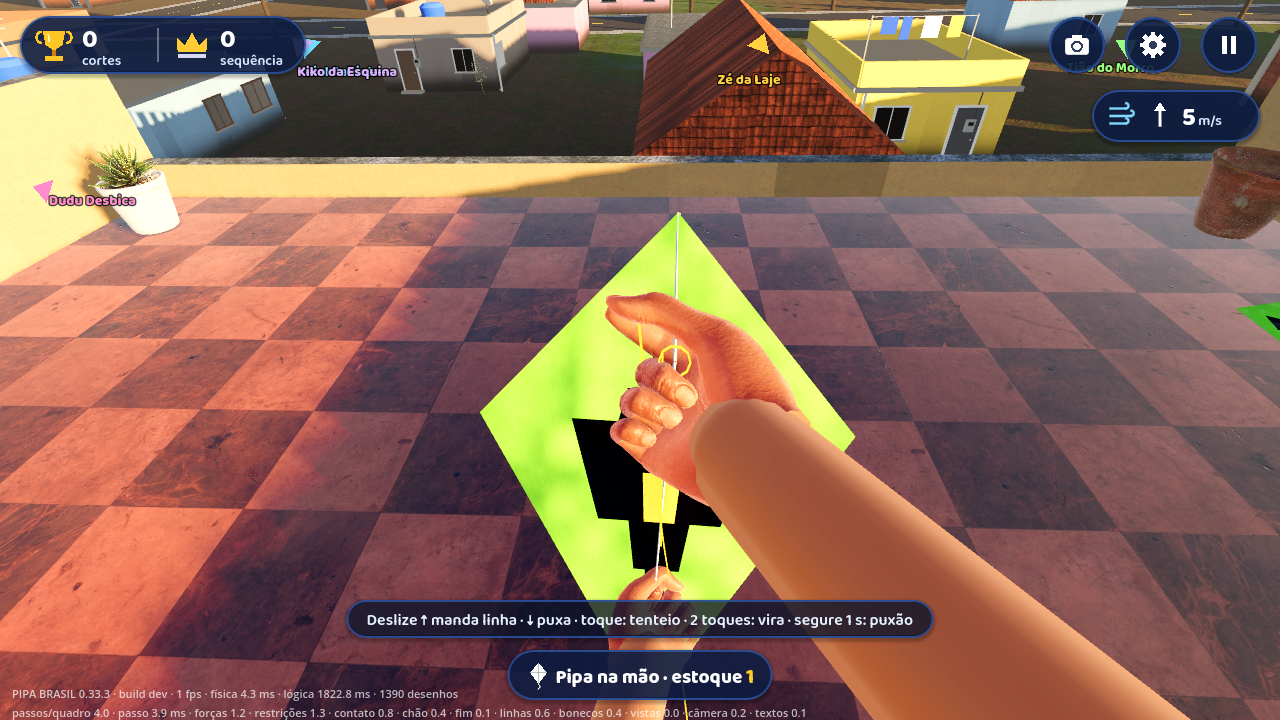 0
cortes
0
sequência
Kiko da Esquina
Zé da Laje
5 m/s
Dudu Desbica
Deslize ↑ manda linha · ↓ puxa · toque: tenteio · 2 toques: vira · segure 1 s: puxão
Pipa na mão · estoque 1
PIPA BRASIL 0.33.3 · build dev · 1 fps · física 4.3 ms · lógica 1822.8 ms · 1390 desenhos
passos/quadro 4.0 · passo 3.9 ms · forças 1.2 · restrições 1.3 · contato 0.8 · chão 0.4 · fim 0.1 · linhas 0.6 · bonecos 0.4 · vistas 0.0 · câmera 0.2 · textos 0.1